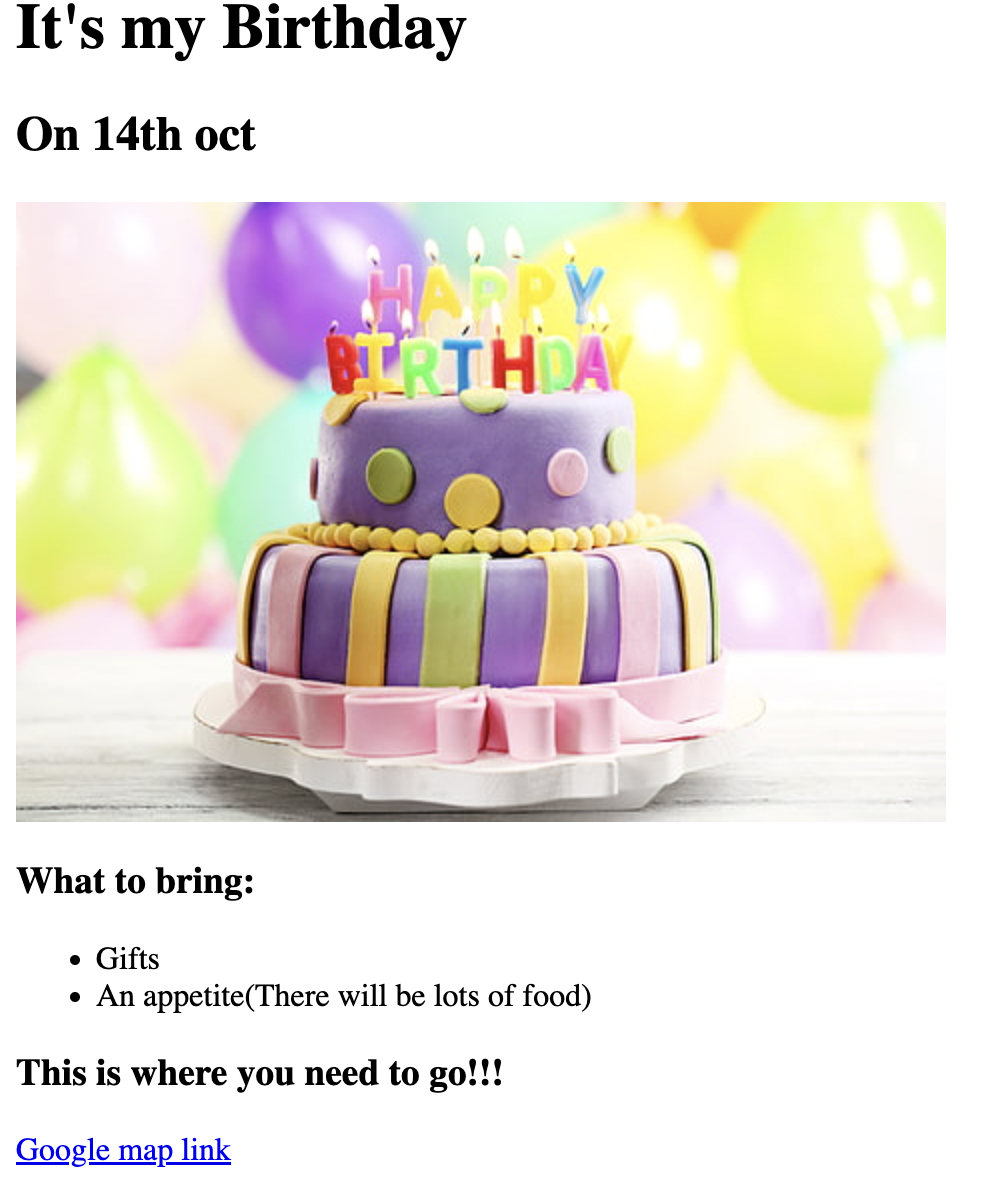 It's my Birthday
On 14th oct
HAPPY
BIRTHDAY
What to bring:
Gifts
An appetite(There will be lots of food)
This is where you need to go!!!
Google map link